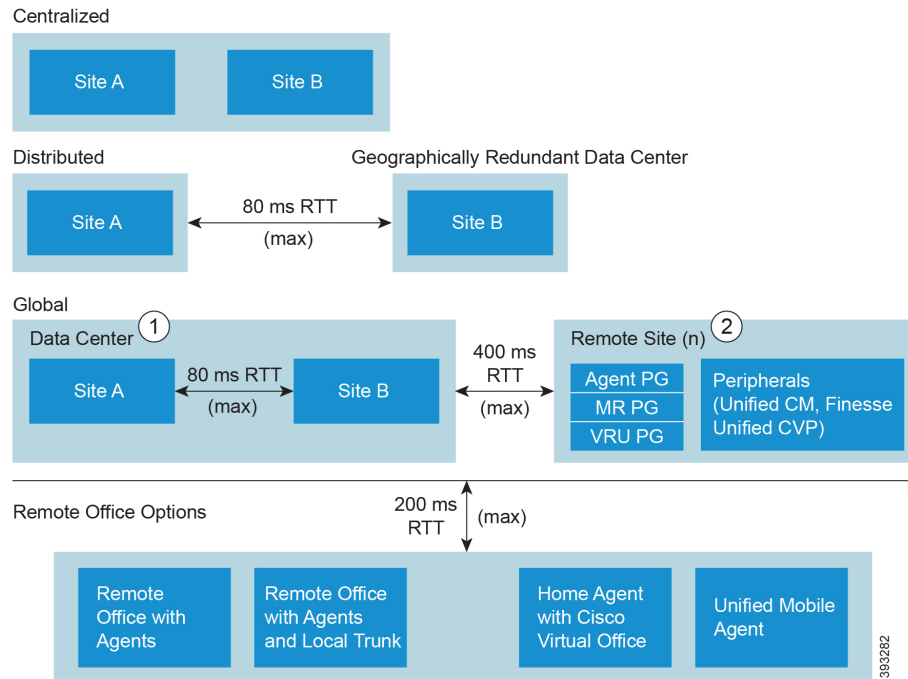 Centralized
Site A
Site B
Distributed
Geographically Redundant Data Center
Site A
80 ms RTT
(max)
Site B
Global
Data Center
1
Site A
80 ms RTT
(max)
Site B
400 ms
RTT
(max)
Remote Site (n)
2
Agent PG
MR PG
VRU PG
Peripherals
(Unified CM, Finesse
Unified CVP)
Remote Office Options
200 ms
RTT
(max)
Remote
Office with
Agents
Remote Office
with Agents
and Local Trunk
Home Agent
with Cisco
Virtual Office
Unified Mobile
Agent
393282